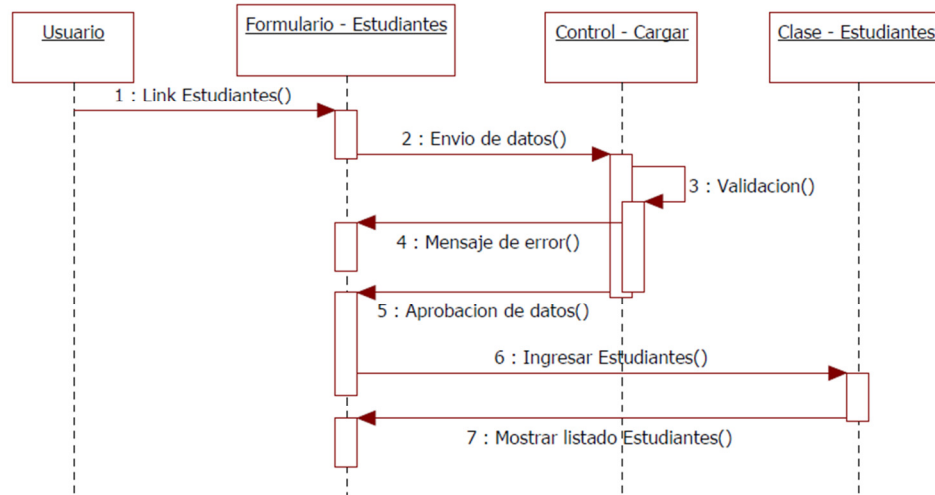 Usuario
Formulario - Estudiantes
Control - Cargar
Clase - Estudiantes
1 : Link Estudiantes()
2 : Envio de datos()
3 : Validacion()
4 : Mensaje de error()
5 : Aprobacion de datos()
6 : Ingresar Estudiantes()
7 : Mostrar listado Estudiantes()